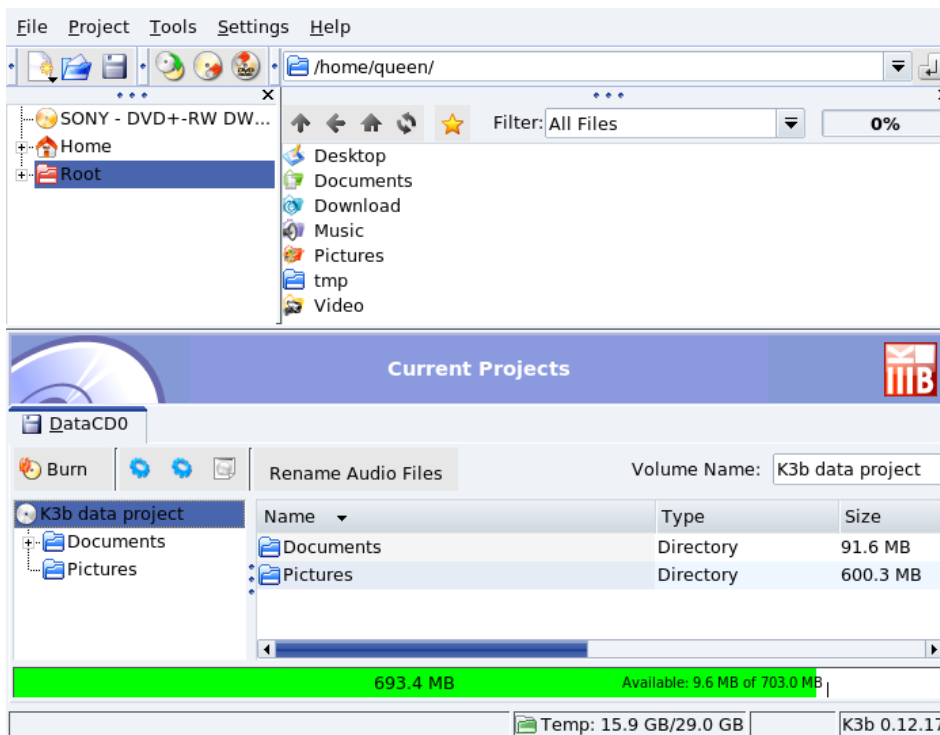 File Project Tools Settings Help
/home/queen/
SONY - DVD+-RW DW...
Home
Root
Filter: All Files 0%
Desktop
Documents
Download
Music
Pictures
tmp
Video
Current Projects
K3B
DataCD0
Burn Rename Audio Files Volume Name: K3b data project
K3b data project
Documents
Pictures
Name Type Size
Documents Directory 91.6 MB
Pictures Directory 600.3 MB
693.4 MB Available: 9.6 MB of 703.0 MB
Temp: 15.9 GB/29.0 GB K3b 0.12.17